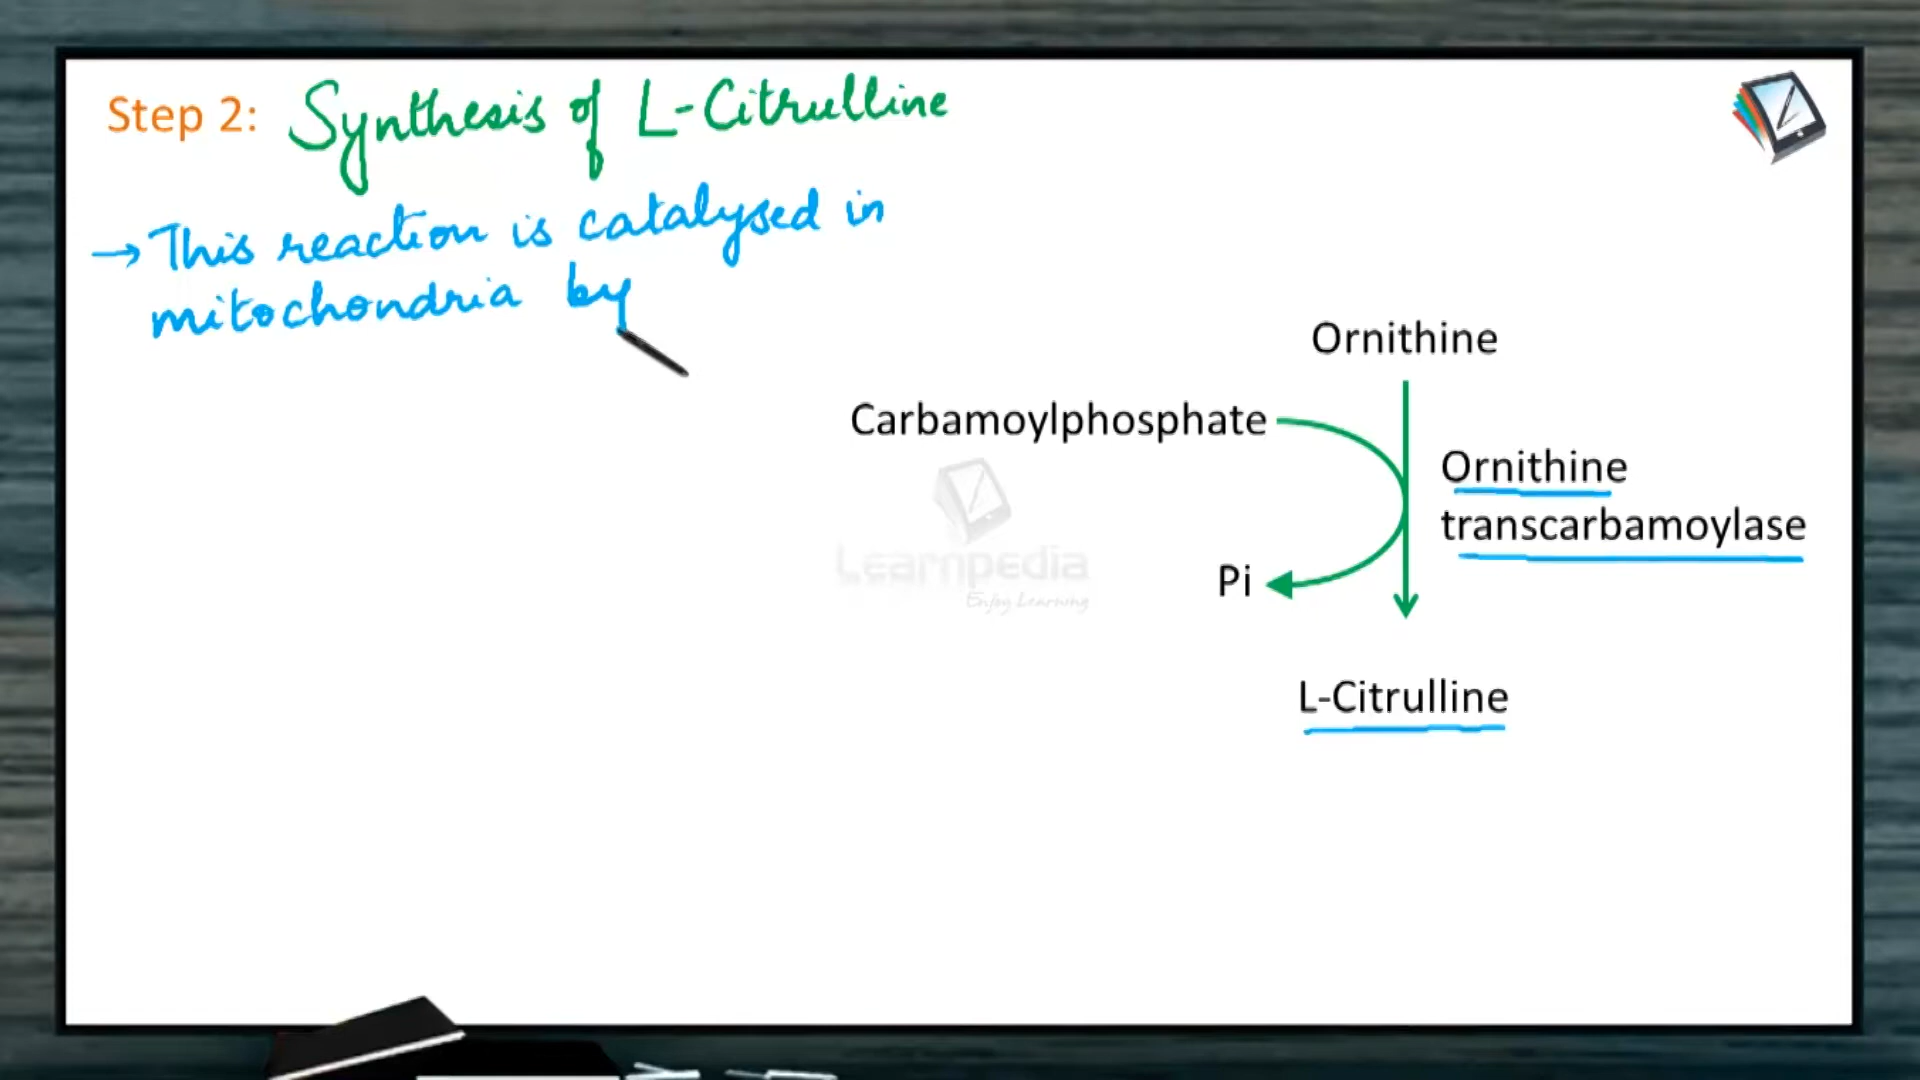 Step 2: Synthesis of L-Citrulline
→ This reaction is catalysed in
mitochondria by
Ornithine
Carbamoylphosphate
Ornithine
transcarbamoylase
Pi
L-Citrulline
Learnpedia
Enjoy Learning